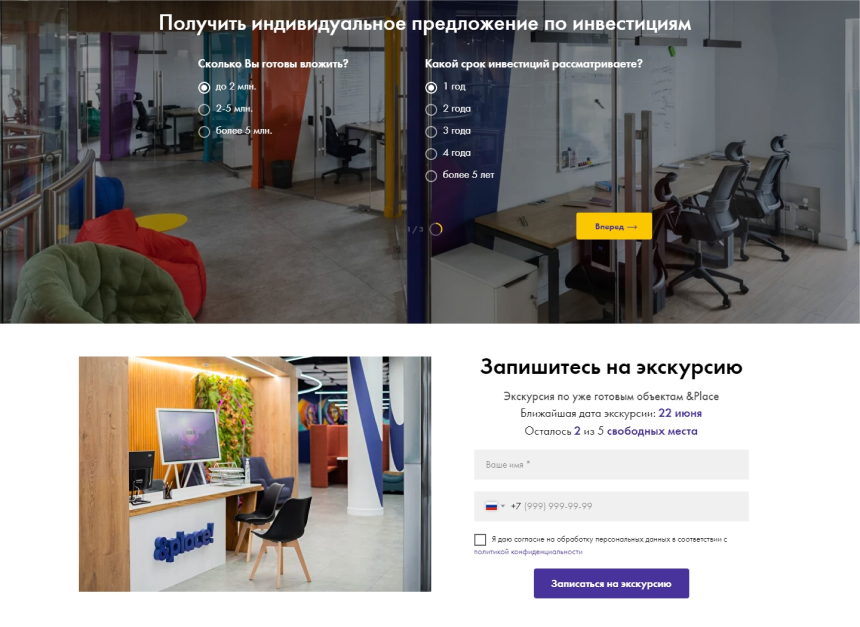 Получить индивидуальное предложение по инвестициям
Сколько Вы готовы вложить?
до 2 млн.
2-5 млн.
более 5 млн.
Какой срок инвестиций рассматриваете?
1 год
2 года
3 года
4 года
более 5 лет
1 / 3
Вперед →
&place!
Запишитесь на экскурсию
Экскурсия по уже готовым объектам &Place
Ближайшая дата экскурсии: 22 июня
Осталось 2 из 5 свободных места
Ваше имя *
+7 (999) 999-99-99
Я даю согласие на обработку персональных данных в соответствии с
политикой конфиденциальности
Записаться на экскурсию